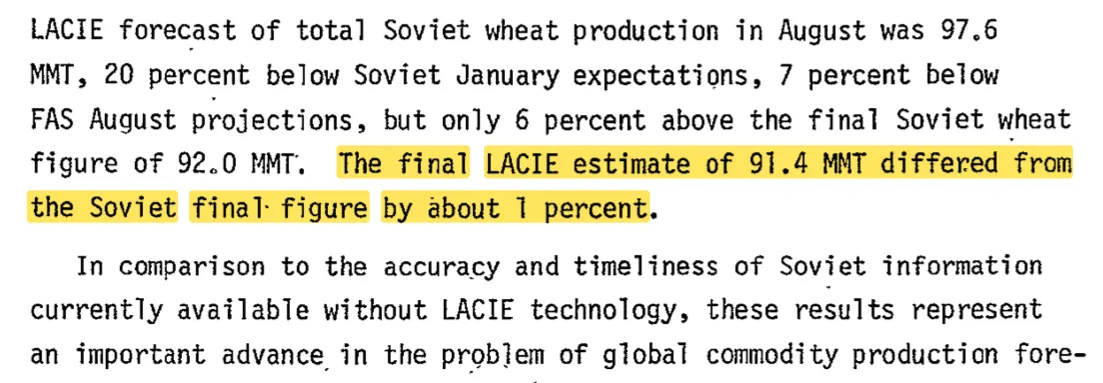 LACIE forecast of total Soviet wheat production in August was 97.6
MMT, 20 percent below Soviet January expectations, 7 percent below
FAS August projections, but only 6 percent above the final Soviet wheat
figure of 92.0 MMT. The final LACIE estimate of 91.4 MMT differed from
the Soviet final figure by about 1 percent.
In comparison to the accuracy and timeliness of Soviet information
currently available without LACIE technology, these results represent
an important advance in the problem of global commodity production fore-